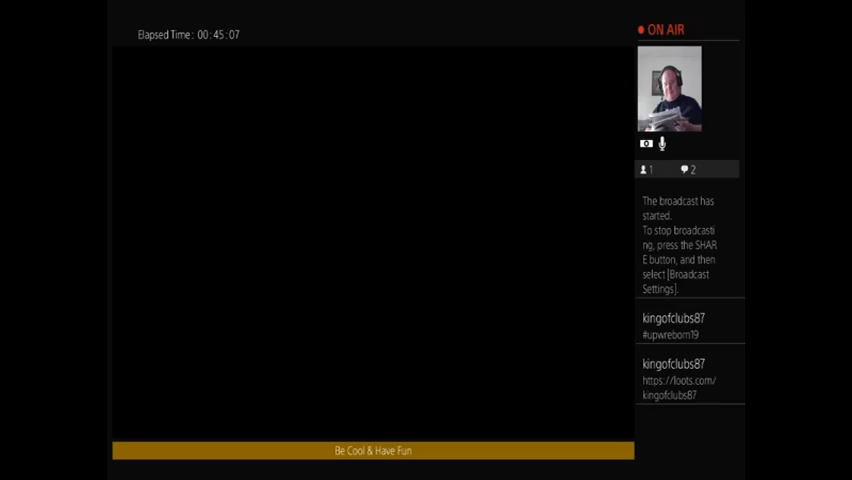 Elapsed Time: 00:45:07
ON AIR
1 2
The broadcast has
started.
To stop broadcasti
ng, press the SHAR
E button, and then
select [Broadcast
Settings].
kingofclubs87
#upwreborn19
kingofclubs87
https://loots.com/
kingofclubs87
Be Cool & Have Fun